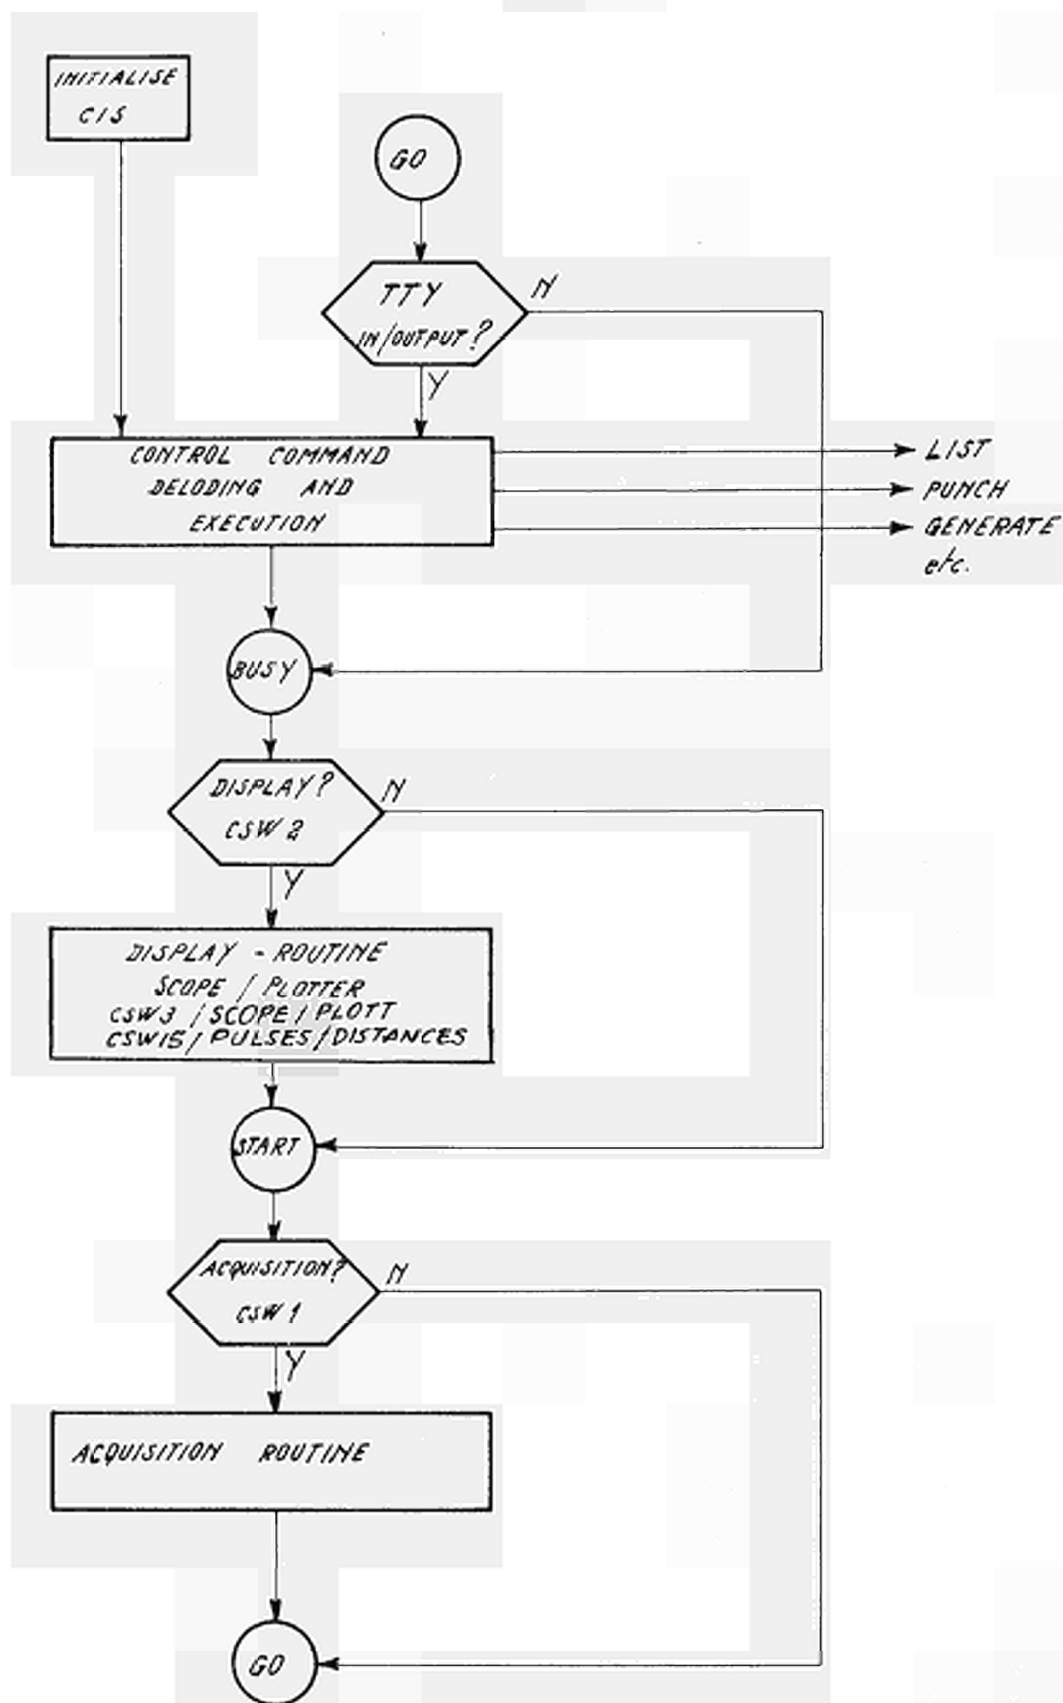 INITIALISE
C/S
GO
TTY
IN/OUTPUT?
N
Y
CONTROL COMMAND
DELODING AND
EXECUTION
LIST
PUNCH
GENERATE
etc.
BUSY
DISPLAY?
CSW 2
N
Y
DISPLAY - ROUTINE
SCOPE / PLOTTER
CSW3 / SCOPE / PLOTT
CSW15 / PULSES / DISTANCES
START
ACQUISITION?
CSW 1
N
Y
ACQUISITION ROUTINE
GO